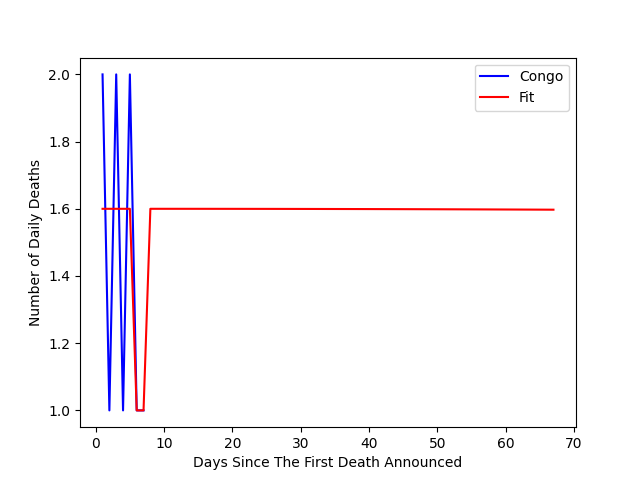 Congo
Fit
2.0
1.8
1.6
1.4
1.2
1.0
Number of Daily Deaths
0 10 20 30 40 50 60 70
Days Since The First Death Announced